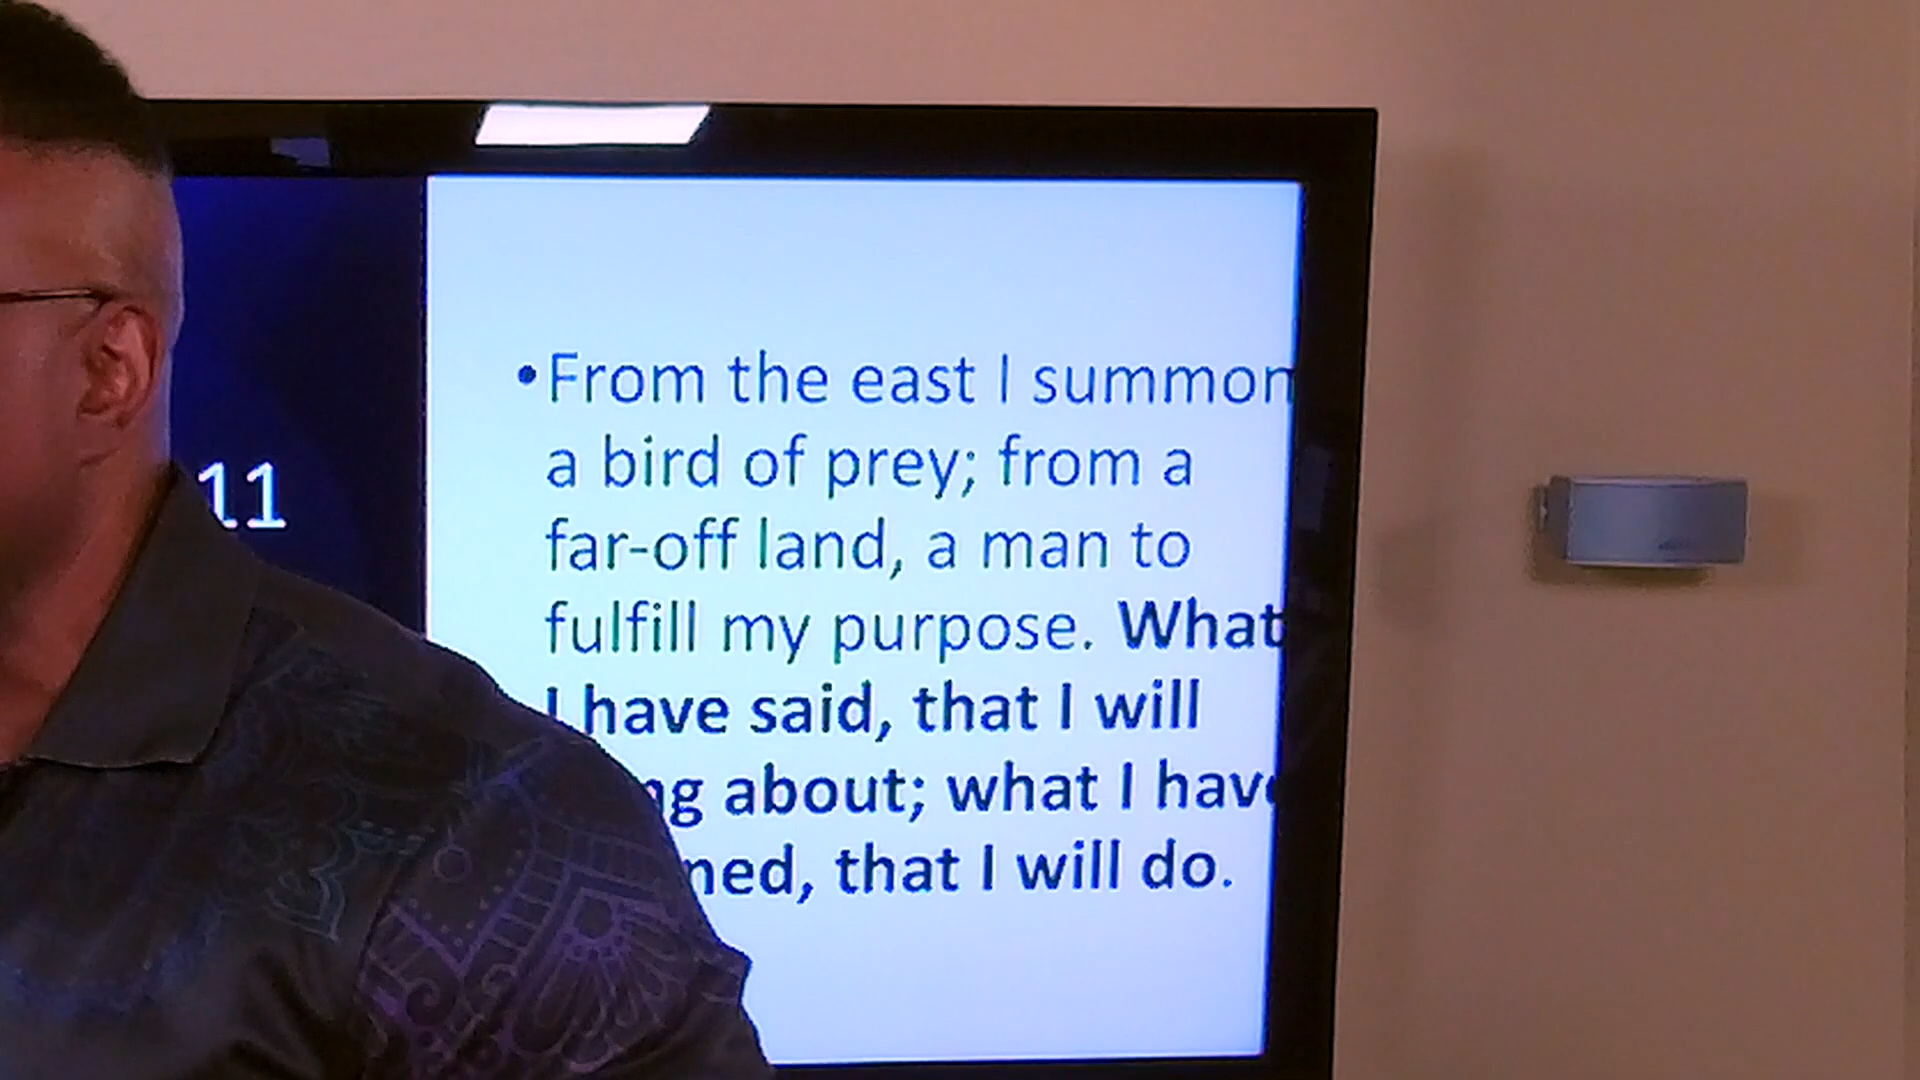 11
•From the east I summon
a bird of prey; from a
far-off land, a man to
fulfill my purpose. What
I have said, that I will
about; what I have
that I will do.